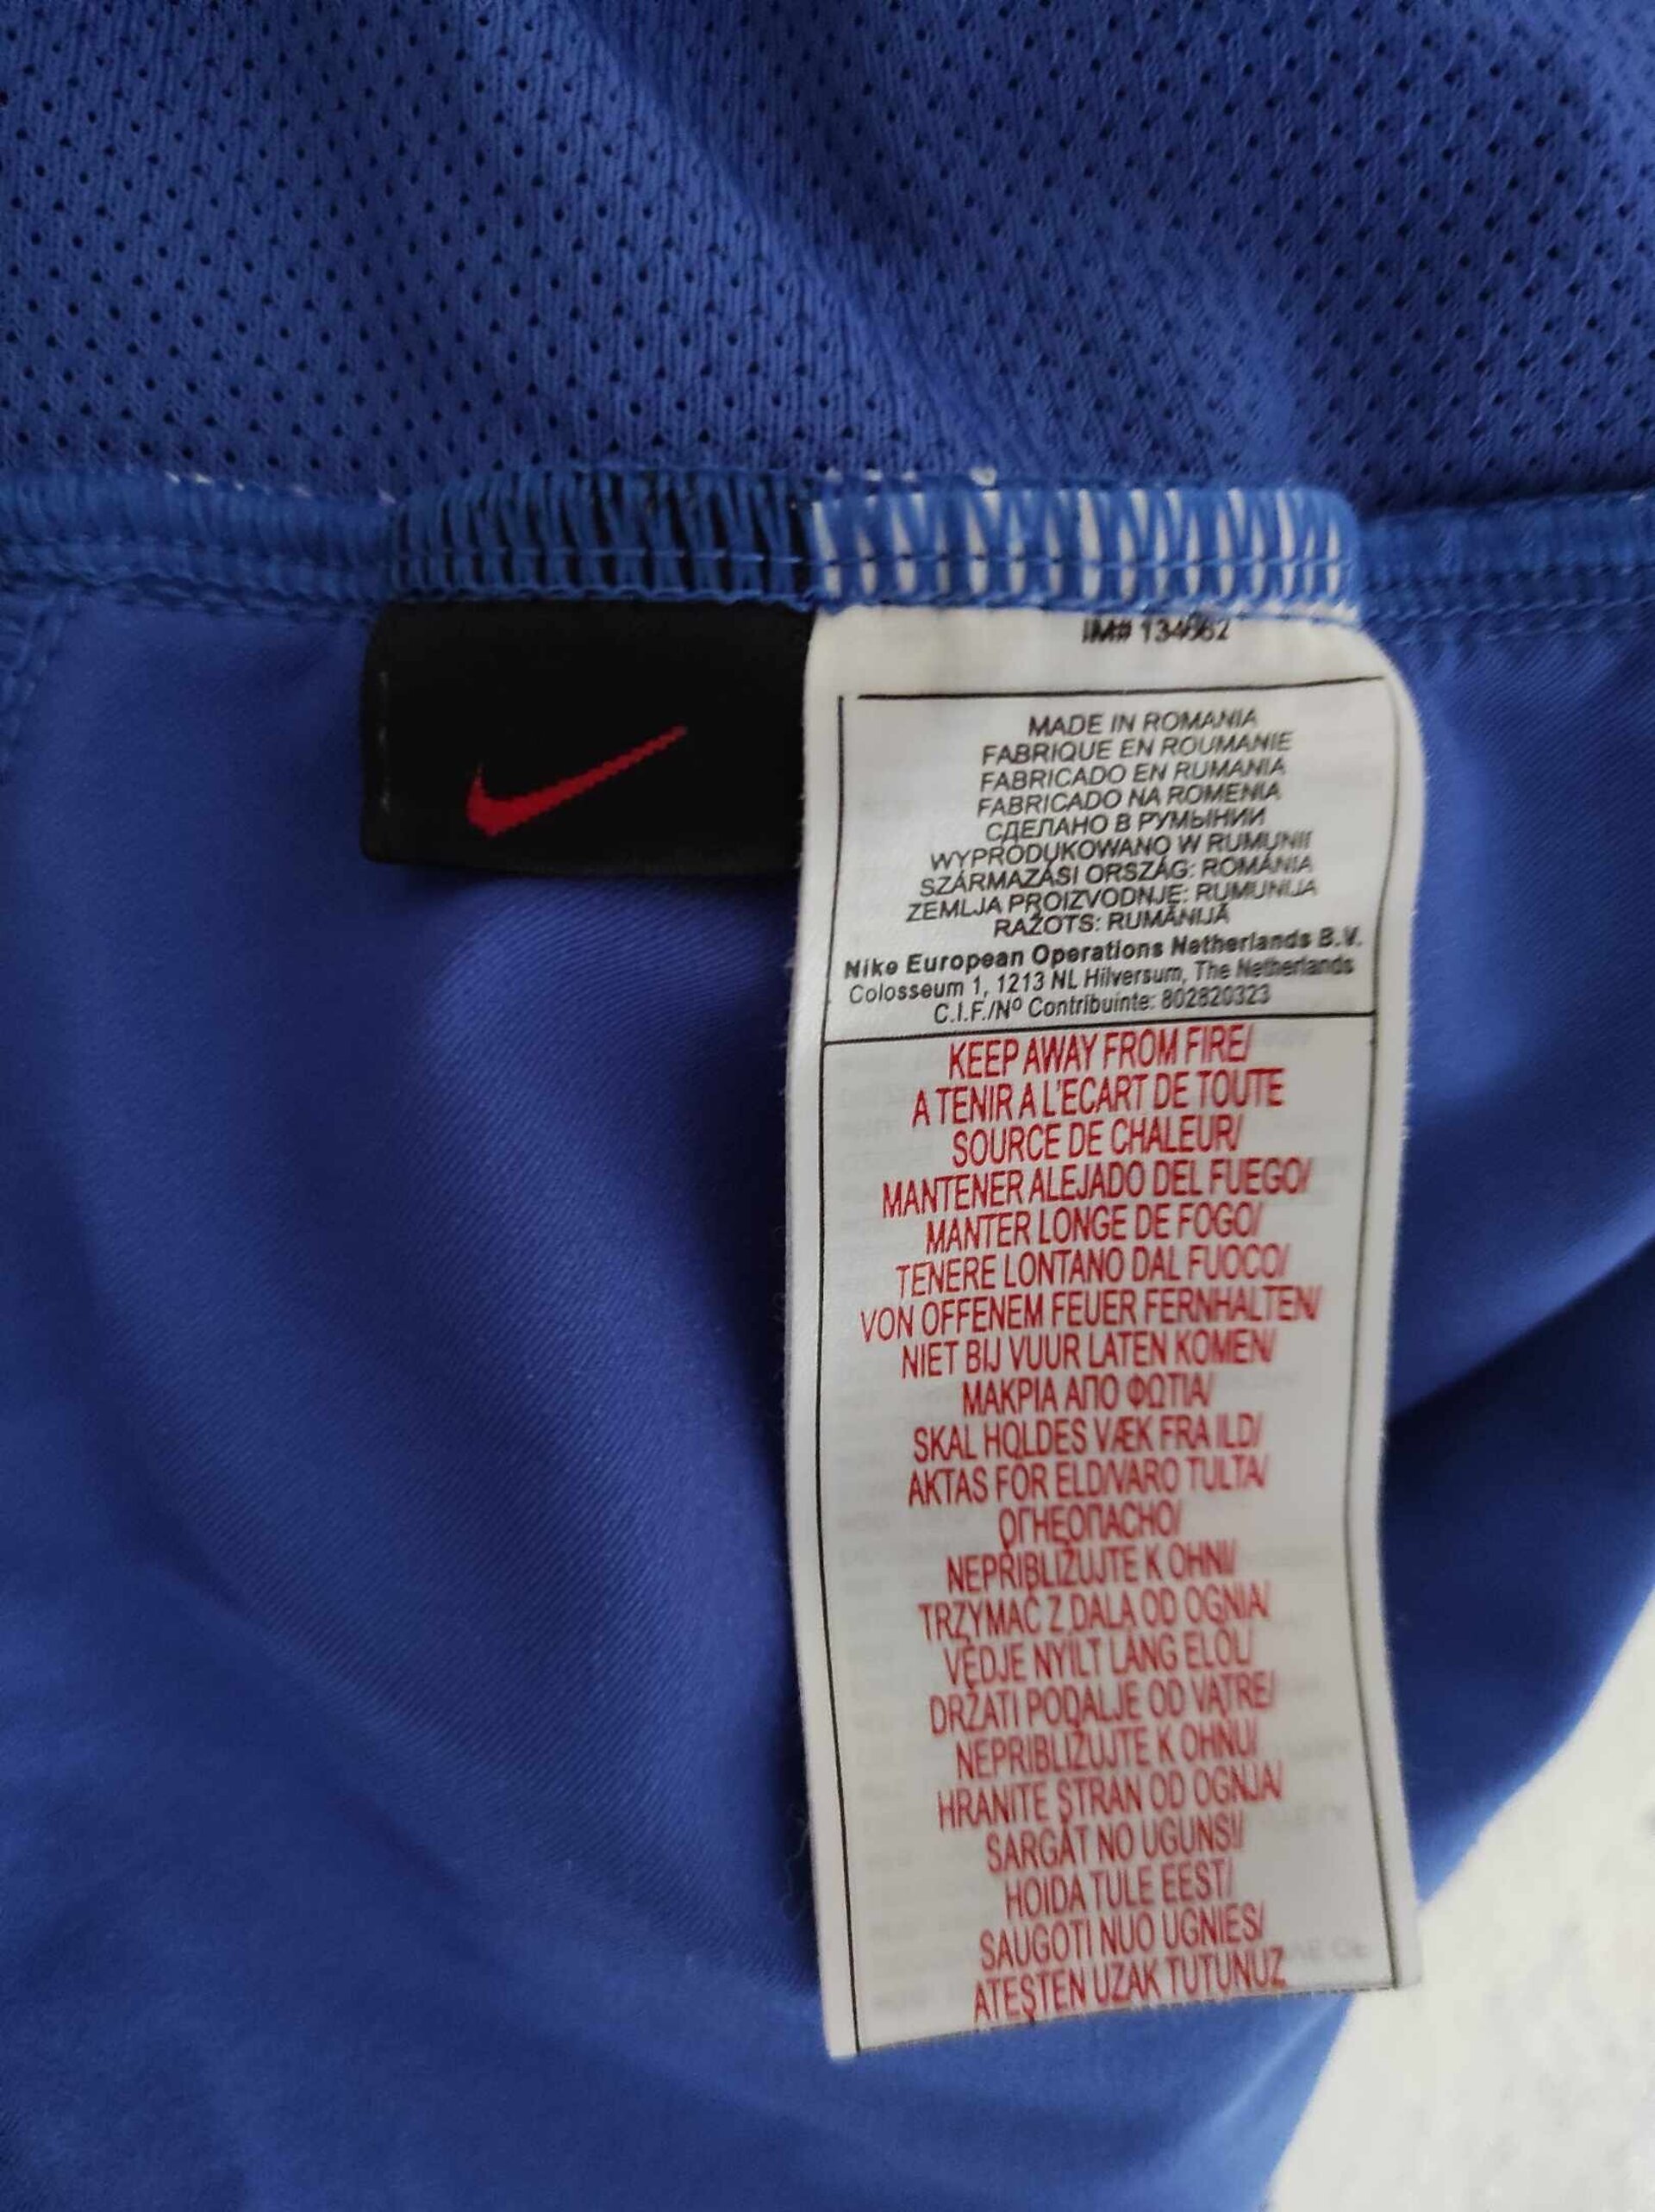 IM# 134962
MADE IN ROMANIA
FABRIQUE EN ROUMANIE
FABRICADO EN RUMANIA
FABRICADO NA ROMENIA
СДЕЛАНО В РУМЫНИИ
WYPRODUKOWANO W RUMUNII
SZÁRMAZÁSI ORSZÁG: ROMÁNIA
ZEMLJA PROIZVODNJE: RUMUNIJA
RAŽOTS: RUMĀNIJĀ
Nike European Operations Netherlands B.V.
Colosseum 1, 1213 NL Hilversum, The Netherlands
C.I.F./Nº Contribuinte: 802820323
KEEP AWAY FROM FIRE/
A TENIR A L'ECART DE TOUTE
SOURCE DE CHALEUR/
MANTENER ALEJADO DEL FUEGO/
MANTER LONGE DE FOGO/
TENERE LONTANO DAL FUOCO/
VON OFFENEM FEUER FERNHALTEN/
NIET BIJ VUUR LATEN KOMEN/
ΜΑΚΡΙΑ ΑΠΟ ΦΩΤΙΑ/
SKAL HOLDES VÆK FRA ILD/
AKTAS FÖR ELD/VARO TULTA/
ОГНЕОПАСНО/
NEPŘIBLIŽUJTE K OHNI/
TRZYMAĆ Z DALA OD OGNIA/
VÉDJE NYÍLT LÁNG ELŐL/
DRŽATI PODALJE OD VATRE/
NEPRIBLIŽUJTE K OHŇU/
HRANITE STRAN OD OGNJA/
SARGĀT NO UGUNS!/
HOIDA TULE EEST/
SAUGOTI NUO UGNIES/
ATEŞTEN UZAK TUTUNUZ